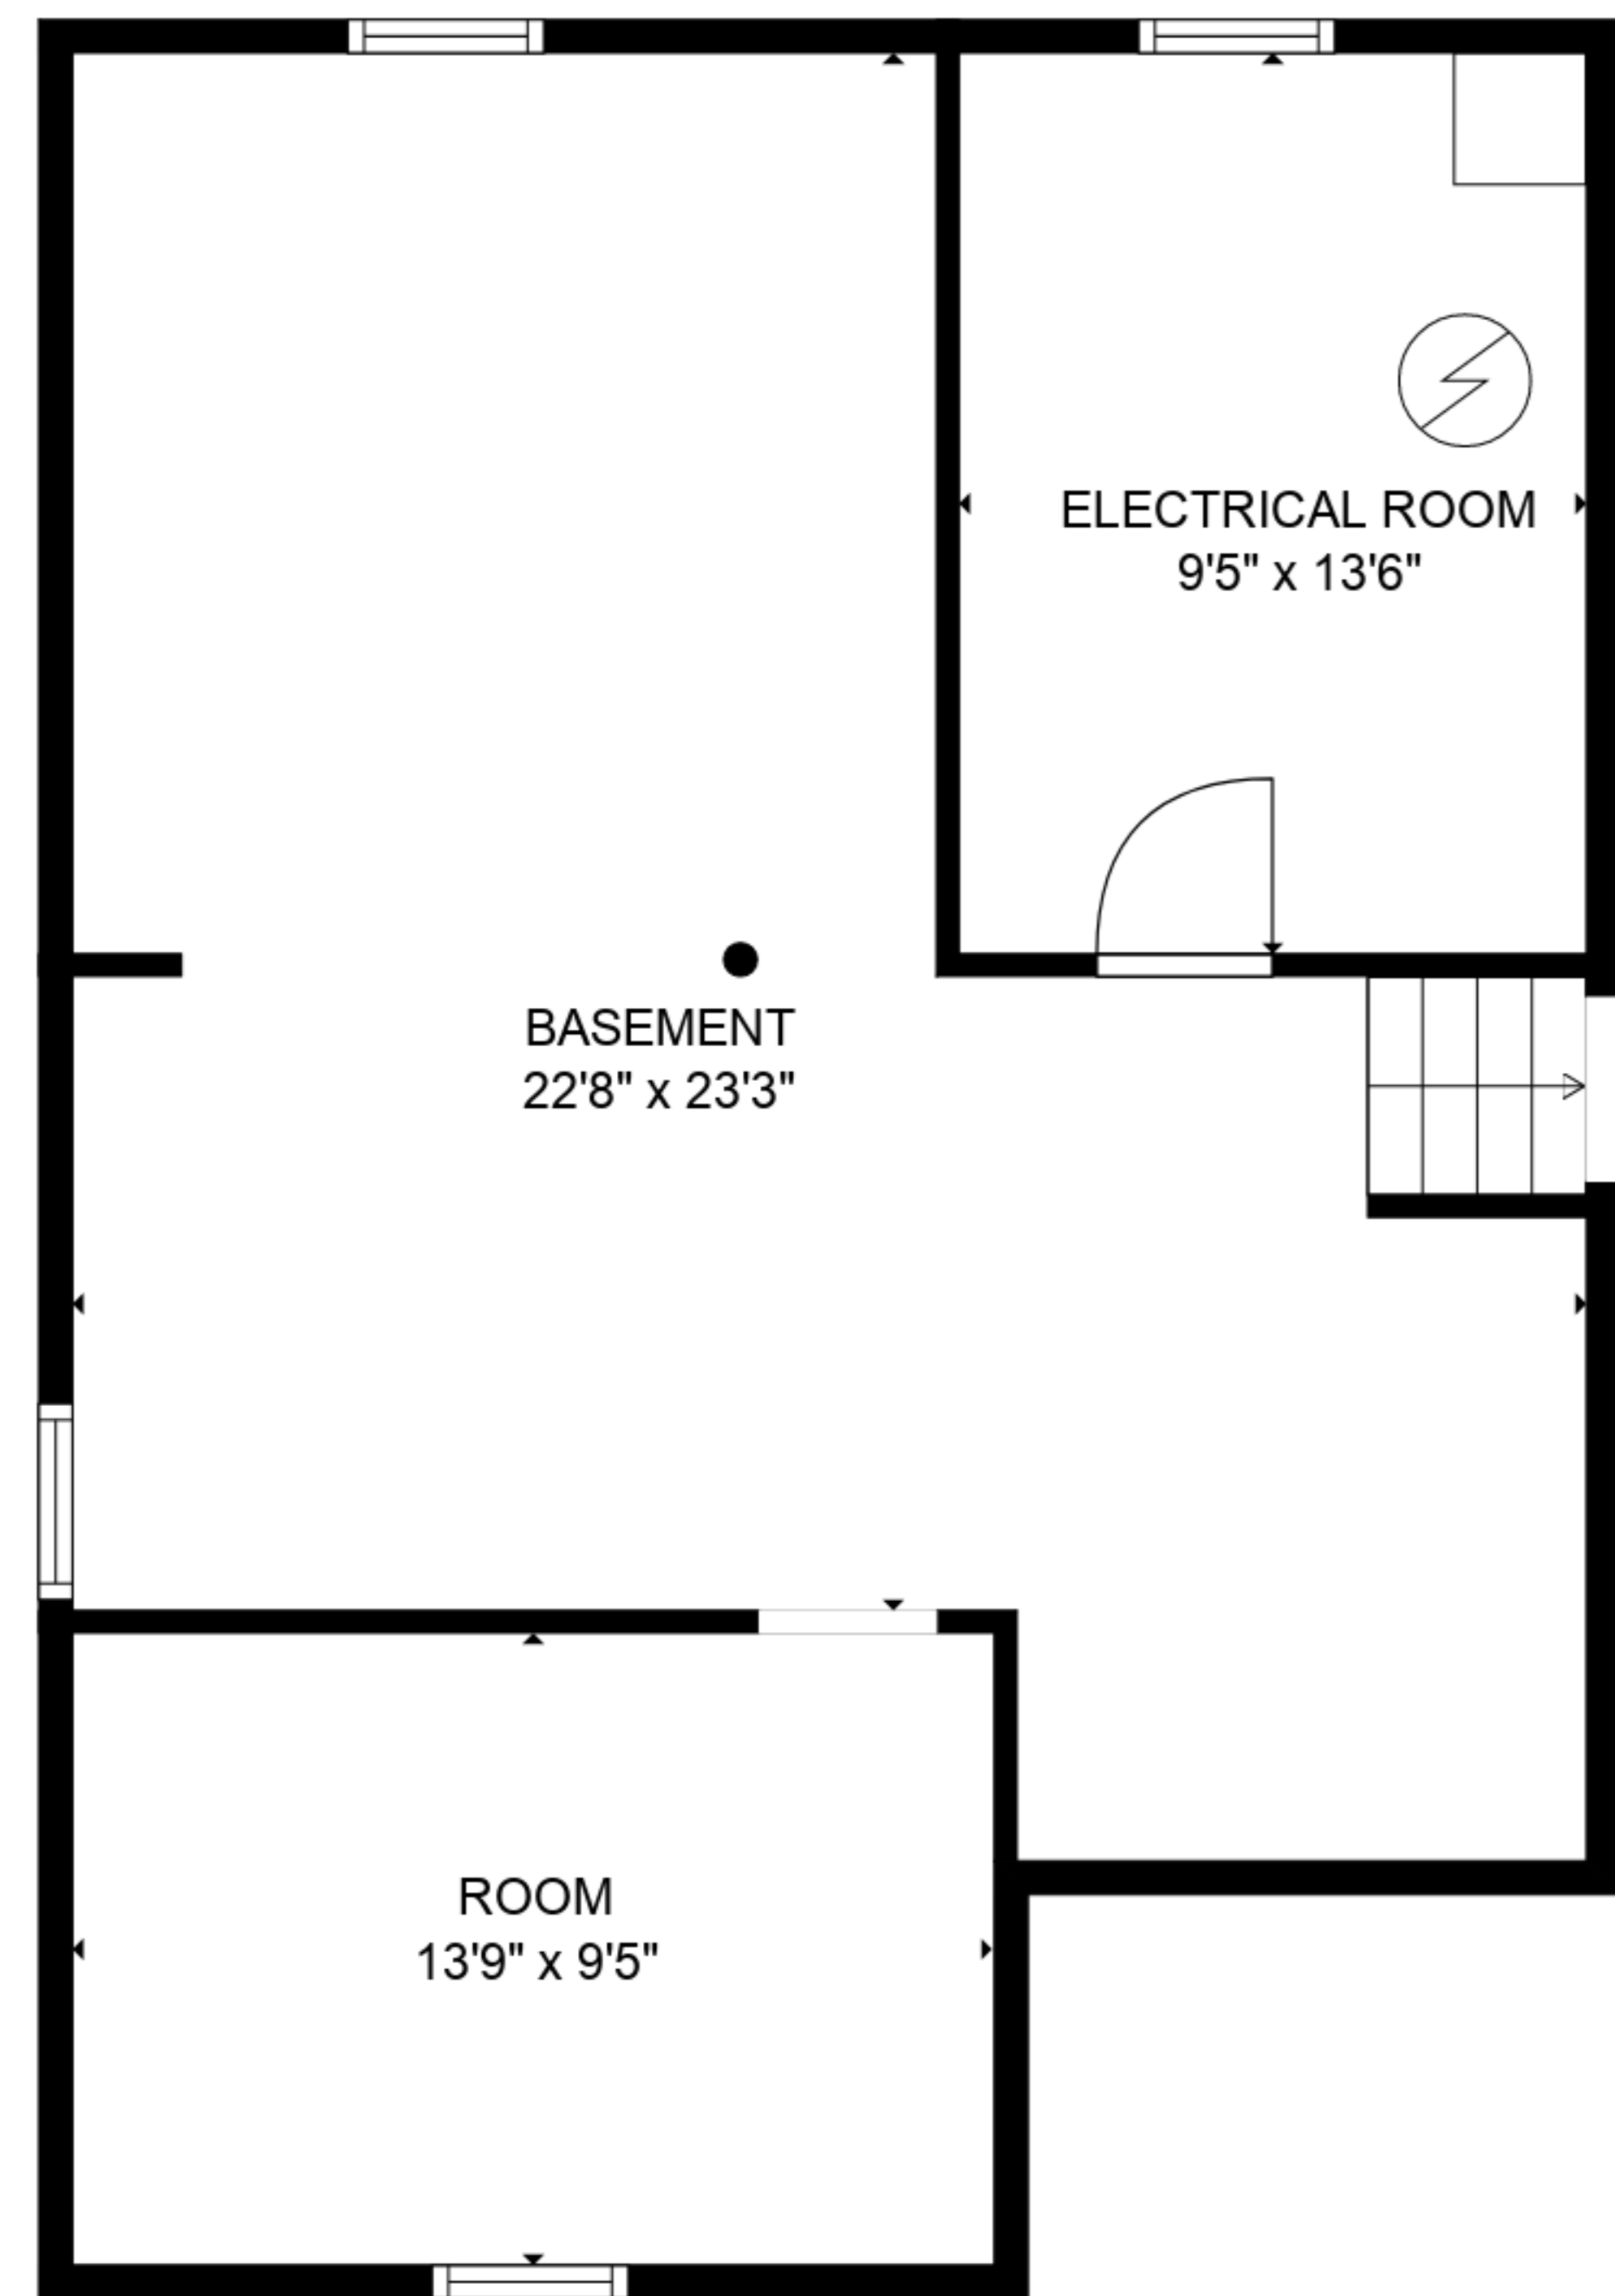 ELECTRICAL ROOM
9'5" x 13'6"
BASEMENT
22'8" x 23'3"
ROOM
13'9" x 9'5"